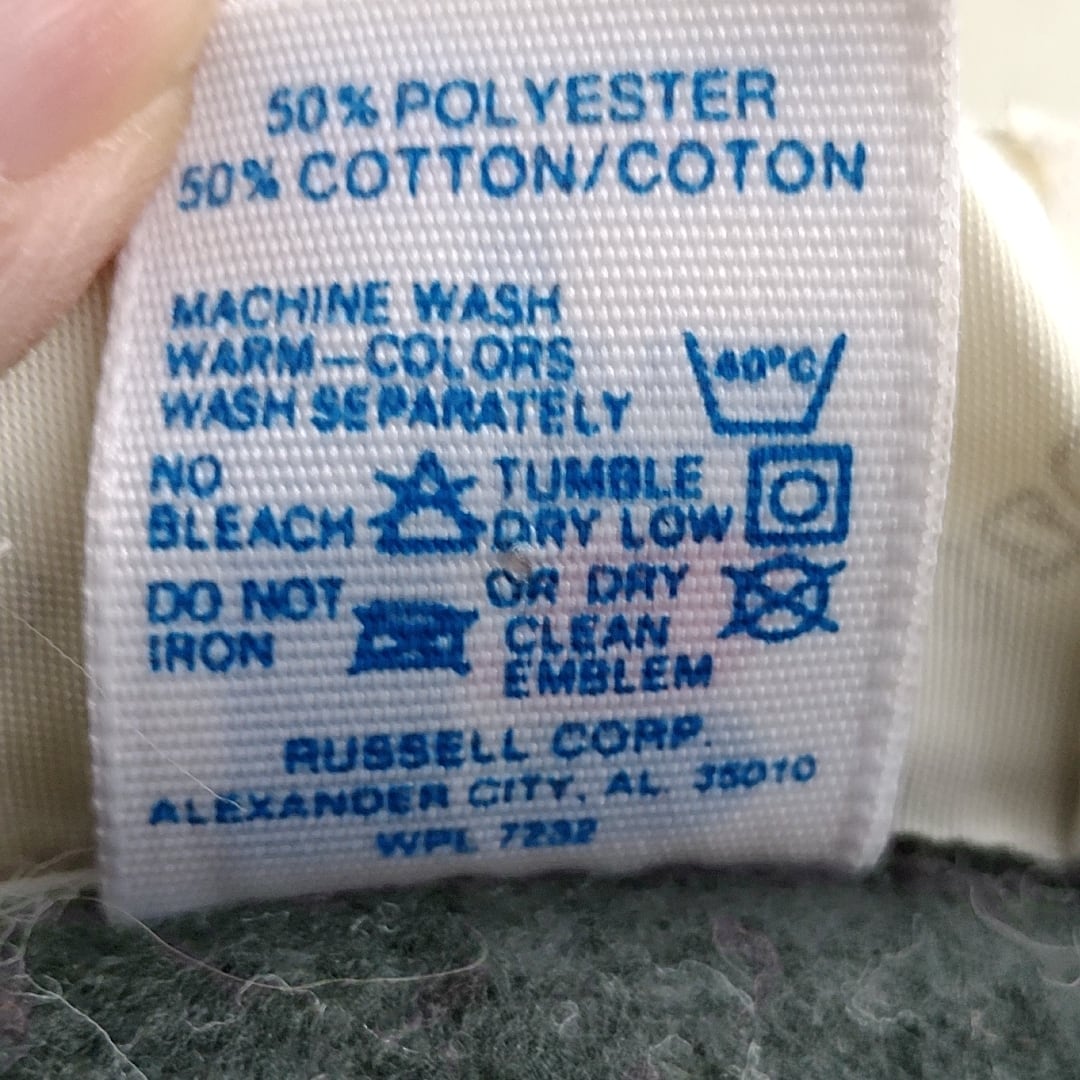 50% POLYESTER
50% COTTON/COTON
MACHINE WASH
WARM—COLORS
WASH SEPARATELY
40°C
NO
BLEACH
TUMBLE
DRY LOW
DO NOT
IRON
OR DRY
CLEAN
EMBLEM
RUSSELL CORP.
ALEXANDER CITY, AL. 35010
WPL 7232